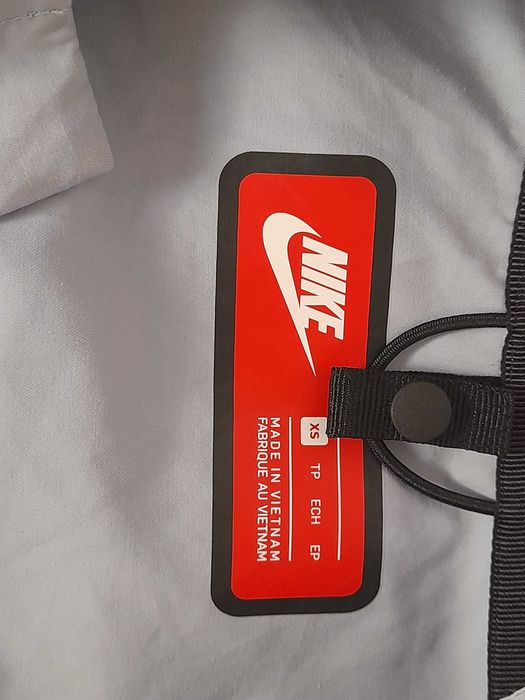 NIKE
XS TP ECH EP
MADE IN VIETNAM
FABRIQUE AU VIETNAM